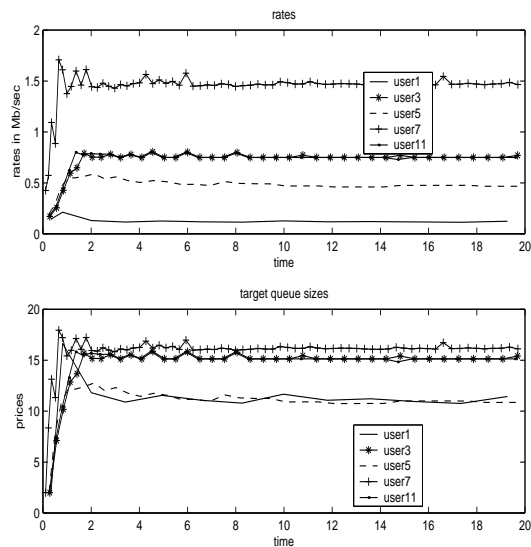 rates
2
1.5
1
0.5
0
rates in Mb/sec
user1
user3
user5
user7
user11
0 2 4 6 8 10 12 14 16 18 20
time
target queue sizes
20
15
10
5
0
prices
user1
user3
user5
user7
user11
0 2 4 6 8 10 12 14 16 18 20
time